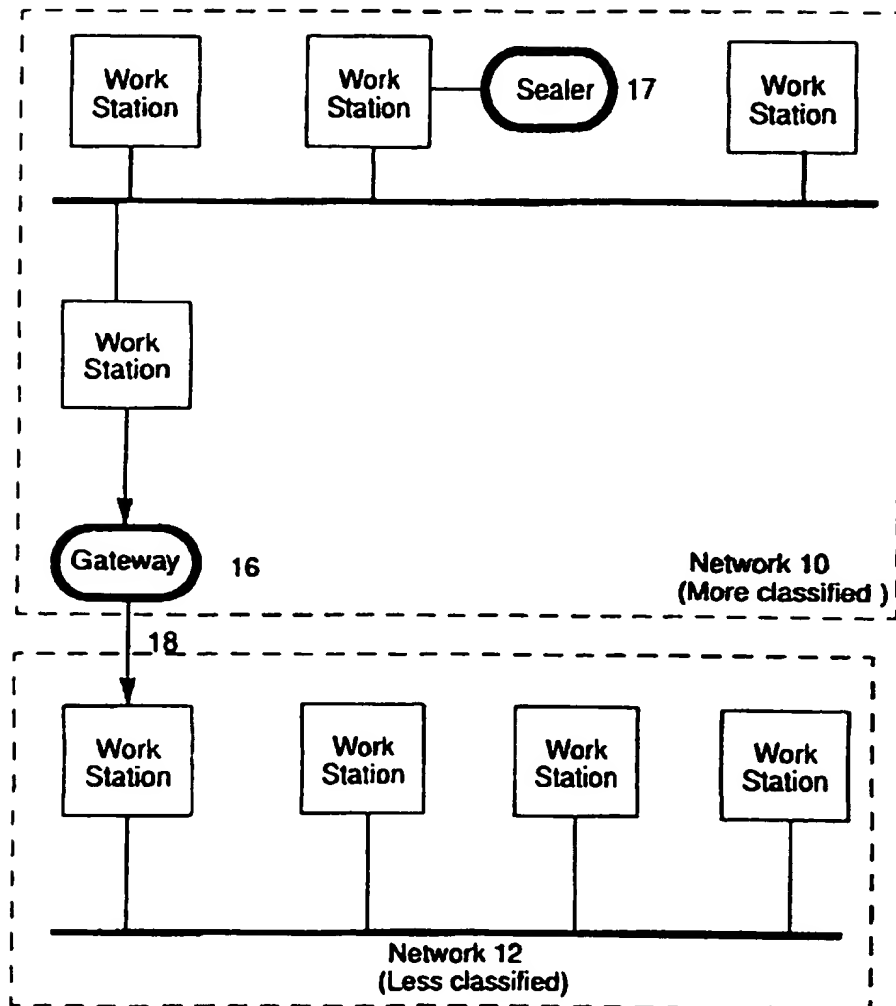 Work
Station
Work
Station
Sealer
17
Work
Station
Work
Station
Gateway
16
Network 10
(More classified )
18
Work
Station
Work
Station
Work
Station
Work
Station
Network 12
(Less classified)